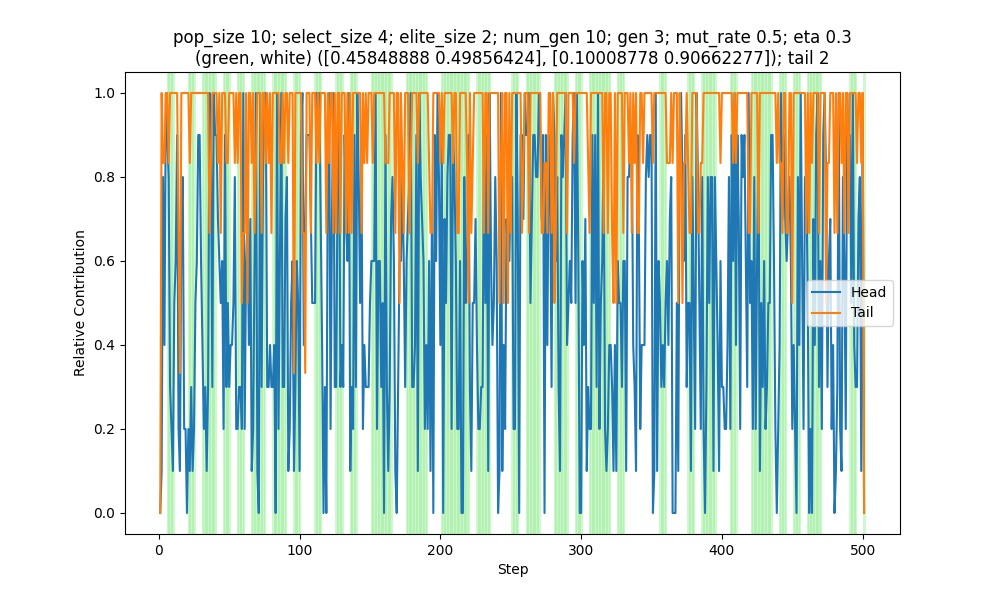 pop_size 10; select_size 4; elite_size 2; num_gen 10; gen 3; mut_rate 0.5; eta 0.3
(green, white) ([0.45848888 0.49856424], [0.10008778 0.90662277]); tail 2
1.0
0.8
0.6
0.4
0.2
0.0
Relative Contribution
Head
Tail
0
100
200
300
400
500
Step